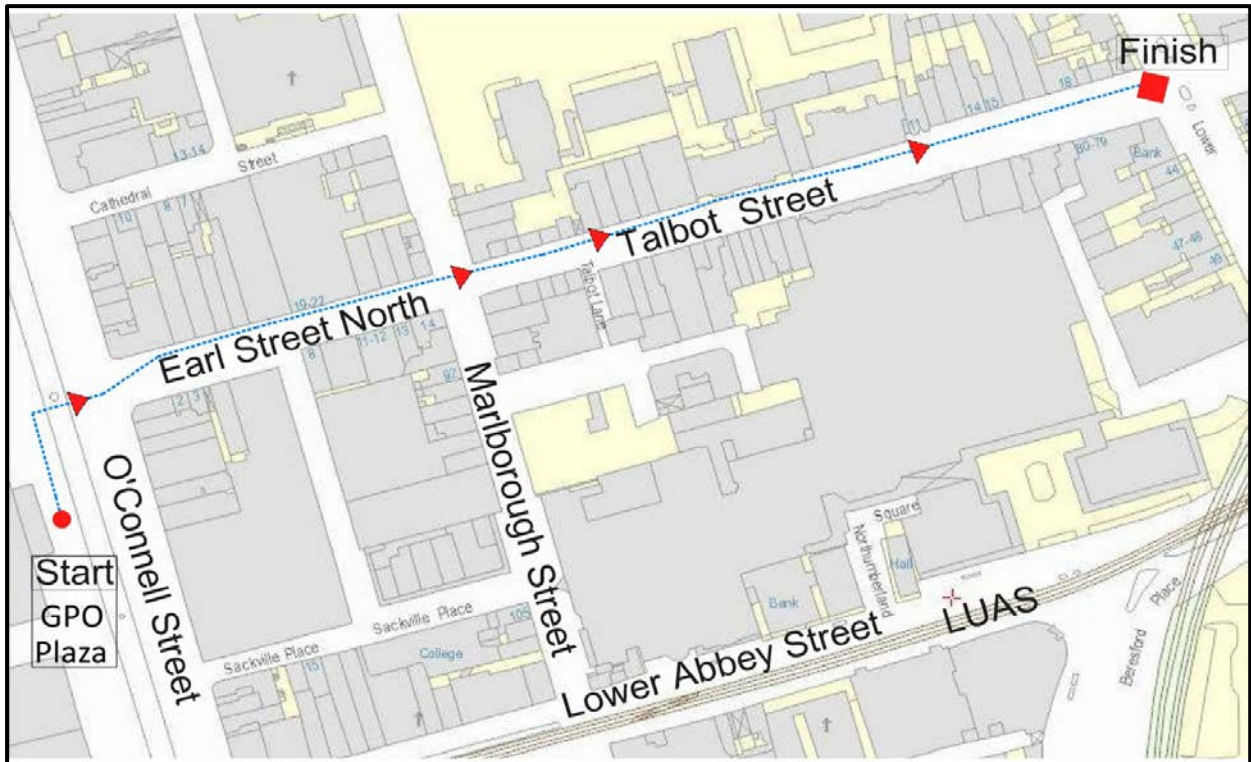 Finish
18
14-15
11
Lower
80-79
Bank
44
47-48
49
13-14
Cathedral
Street
10
8
7
Talbot Street
Talbot Lane
19-22
Earl Street North
8
11-12
13
14
92
2
3
O'Connell Street
Marlborough Street
Start
GPO
Plaza
Square
Northumberland
Hall
Bank
LUAS
Place
Beresford
Lower Abbey Street
Sackville Place
105
Sackville Place
15
College